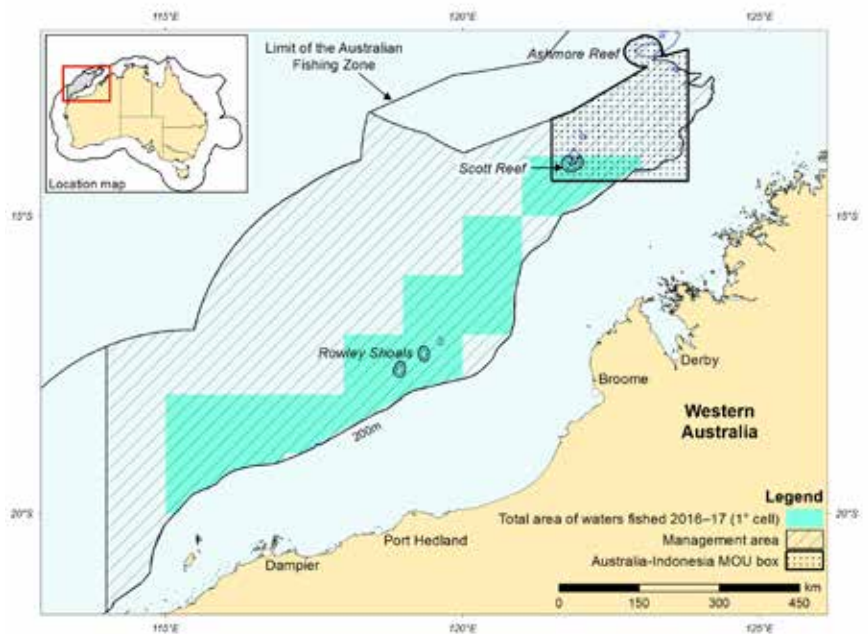 115°E
120°E
125°E
Location map
Limit of the Australian
Fishing Zone
Ashmore Reef
Scott Reef
15°S
Rowley Shoals
200m
Derby
Broome
Western
Australia
20°S
Port Hedland
Dampier
Legend
Total area of waters fished 2016–17 (1° cell)
Management area
Australia-Indonesia MOU box
km
0
150
300
450
115°E
120°E
125°E